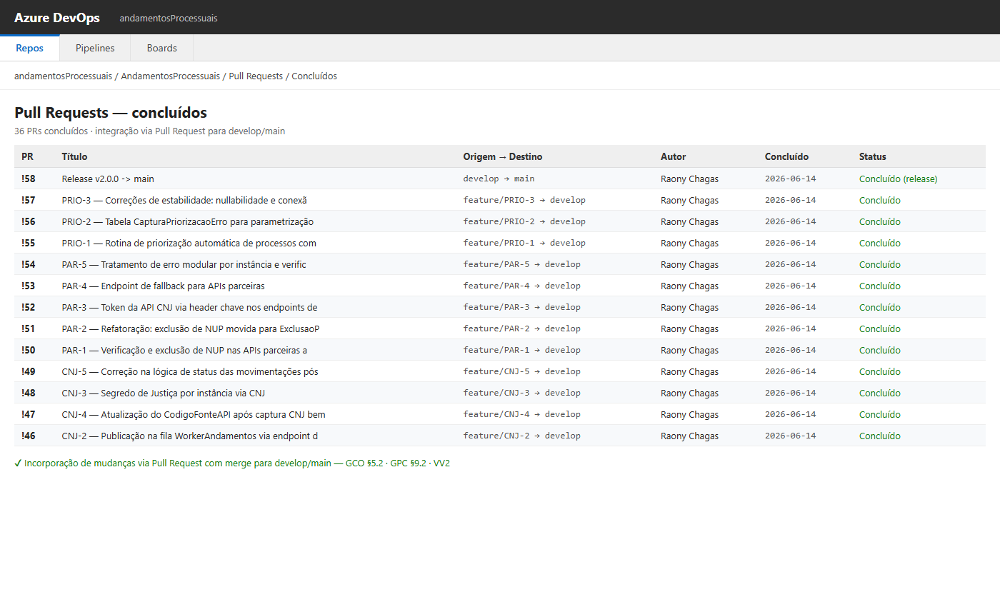 Azure DevOps andamentosProcessuais
Repos Pipelines Boards
andamentosProcessuais / AndamentosProcessuais / Pull Requests / Concluídos
Pull Requests — concluídos
36 PRs concluídos · integração via Pull Request para develop/main
PR Título Origem → Destino Autor Concluído Status
!58 Release v2.0.0 -> main develop → main Raony Chagas 2026-06-14 Concluído (release)
!57 PRIO-3 — Correções de estabilidade: nullabilidade e conexã feature/PRIO-3 → develop Raony Chagas 2026-06-14 Concluído
!56 PRIO-2 — Tabela CapturaPriorizacaoErro para parametrização feature/PRIO-2 → develop Raony Chagas 2026-06-14 Concluído
!55 PRIO-1 — Rotina de priorização automática de processos com feature/PRIO-1 → develop Raony Chagas 2026-06-14 Concluído
!54 PAR-5 — Tratamento de erro modular por instância e verific feature/PAR-5 → develop Raony Chagas 2026-06-14 Concluído
!53 PAR-4 — Endpoint de fallback para APIs parceiras feature/PAR-4 → develop Raony Chagas 2026-06-14 Concluído
!52 PAR-3 — Token da API CNJ via header chave nos endpoints de feature/PAR-3 → develop Raony Chagas 2026-06-14 Concluído
!51 PAR-2 — Refatoração: exclusão de NUP movida para ExclusaoP feature/PAR-2 → develop Raony Chagas 2026-06-14 Concluído
!50 PAR-1 — Verificação e exclusão de NUP nas APIs parceiras a feature/PAR-1 → develop Raony Chagas 2026-06-14 Concluído
!49 CNJ-5 — Correção na lógica de status das movimentações pós feature/CNJ-5 → develop Raony Chagas 2026-06-14 Concluído
!48 CNJ-3 — Segredo de Justiça por instância via CNJ feature/CNJ-3 → develop Raony Chagas 2026-06-14 Concluído
!47 CNJ-4 — Atualização do CodigoFonteAPI após captura CNJ bem feature/CNJ-4 → develop Raony Chagas 2026-06-14 Concluído
!46 CNJ-2 — Publicação na fila WorkerAndamentos via endpoint d feature/CNJ-2 → develop Raony Chagas 2026-06-14 Concluído
✓ Incorporação de mudanças via Pull Request com merge para develop/main — GCO §5.2 · GPC §9.2 · VV2